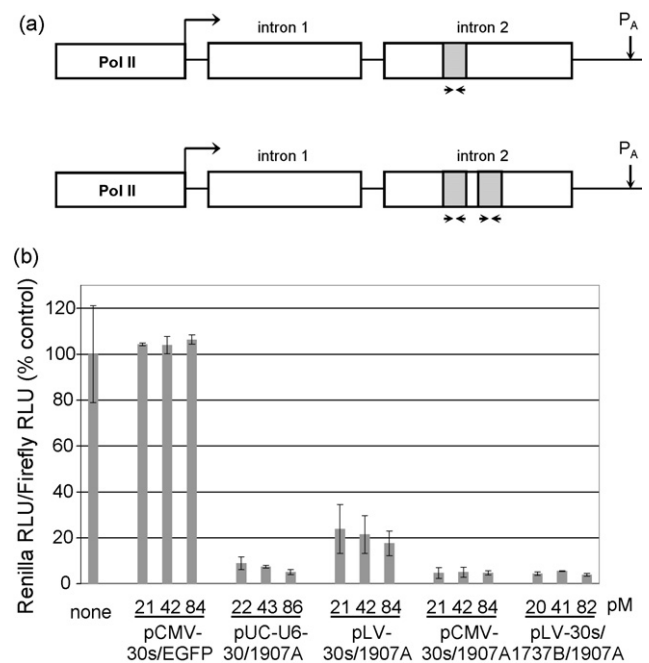 (a)
intron 1 intron 2 P_A
Pol II
intron 1 intron 2 P_A
Pol II
(b)
Renilla RLU/Firefly RLU (% control)
120
100
80
60
40
20
0
none 21 42 84 22 43 86 21 42 84 21 42 84 20 41 82 pM
pCMV- pUC-U6- pLV- pCMV- pLV-30s/
30s/EGFP 30/1907A 30s/1907A 30s/1907A 1737B/1907A